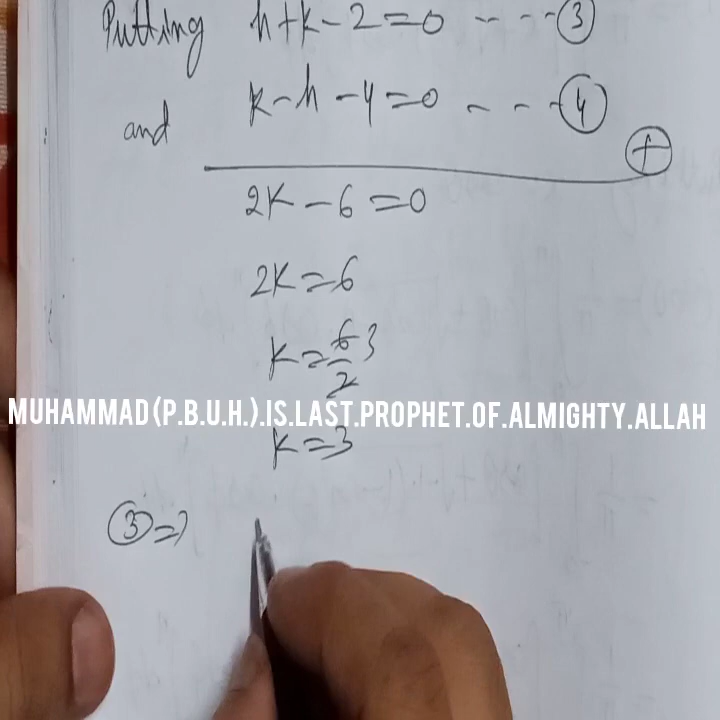 Putting h+k-2=0 - - - ③
and k-h-4=0 - - - ④
⊕
2k-6=0
2k=6
k=6/2 3
MUHAMMAD(P.B.U.H.).IS.LAST.PROPHET.OF.ALMIGHTY.ALLAH
k=3
③=>